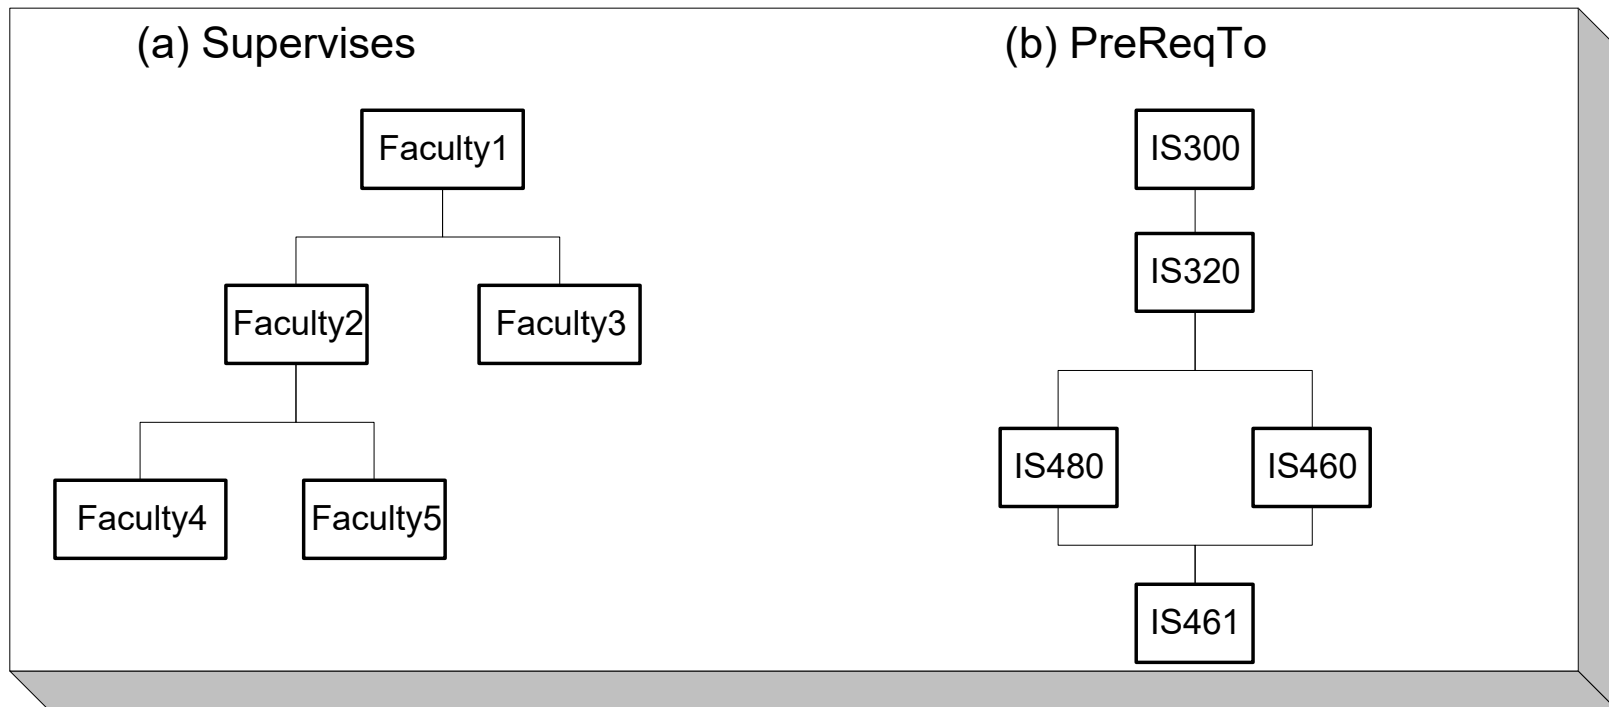 (a) Supervises
Faculty1
Faculty2
Faculty3
Faculty4
Faculty5
(b) PreReqTo
IS300
IS320
IS480
IS460
IS461